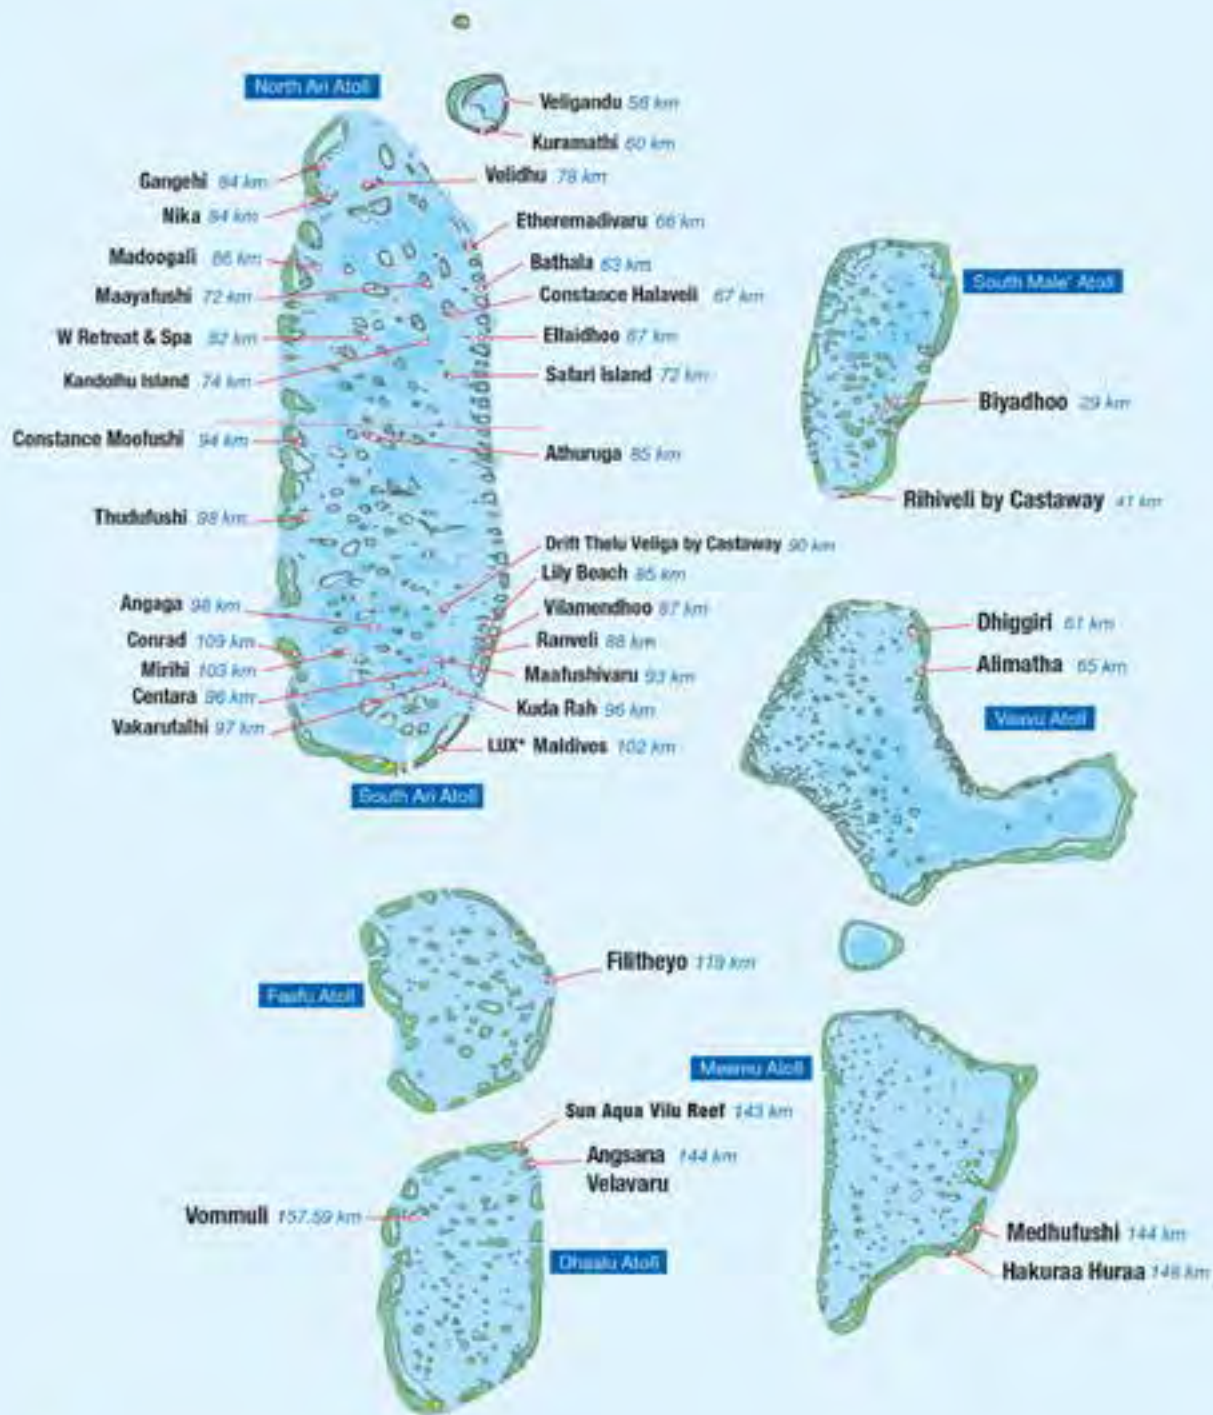 North Ari Atoll
Veligandu 56 km
Kuramathi 60 km
Velidhu 78 km
Gangehi 84 km
Nika 84 km
Etheremadivaru 66 km
Madoogali 86 km
Bathala 63 km
Maayafushi 72 km
Constance Halaveli 67 km
W Retreat & Spa 82 km
Ellaidhoo 67 km
Kandolhu Island 74 km
Safari Island 72 km
Constance Moofushi 94 km
Athuruga 85 km
Thudufushi 98 km
Drift Thelu Veliga by Castaway 90 km
Lily Beach 85 km
Angaga 98 km
Vilamendhoo 87 km
Conrad 109 km
Ranveli 88 km
Mirihi 103 km
Maafushivaru 93 km
Centara 96 km
Kuda Rah 96 km
Vakarufalhi 97 km
LUX* Maldives 102 km
South Ari Atoll
South Male' Atoll
Biyadhoo 29 km
Rihiveli by Castaway 41 km
Dhiggiri 61 km
Alimatha 65 km
Vaavu Atoll
Faafu Atoll
Filitheyo 119 km
Meemu Atoll
Sun Aqua Vilu Reef 143 km
Angsana 144 km
Velavaru
Vommuli 157.59 km
Dhaalu Atoll
Medhufushi 144 km
Hakuraa Huraa 148 km